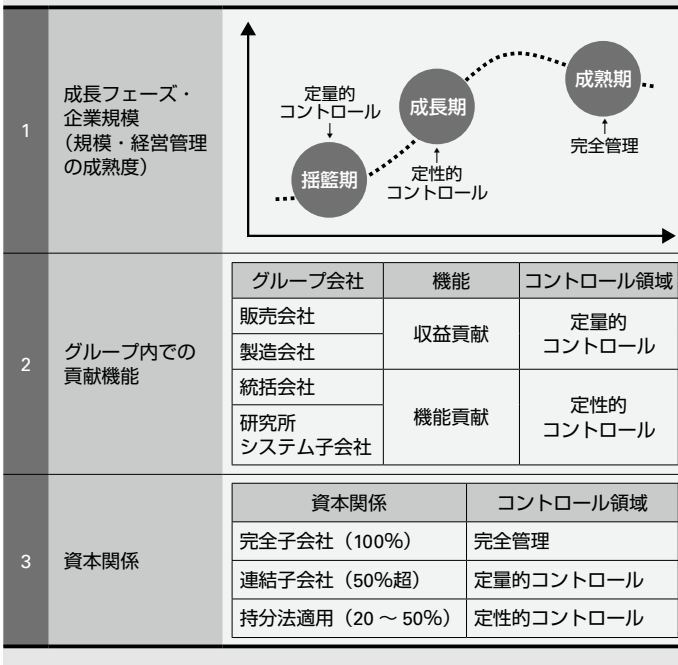 1
成長フェーズ・
企業規模
(規模・経営管理
の成熟度)
定量的
コントロール
揺籃期
成長期
定性的
コントロール
成熟期
完全管理
2
グループ内での
貢献機能
グループ会社 機能 コントロール領域
販売会社
製造会社
収益貢献
定量的
コントロール
統括会社
研究所
システム子会社
機能貢献
定性的
コントロール
3
資本関係
資本関係 コントロール領域
完全子会社（100％） 完全管理
連結子会社（50％超） 定量的コントロール
持分法適用（20 ～ 50％） 定性的コントロール